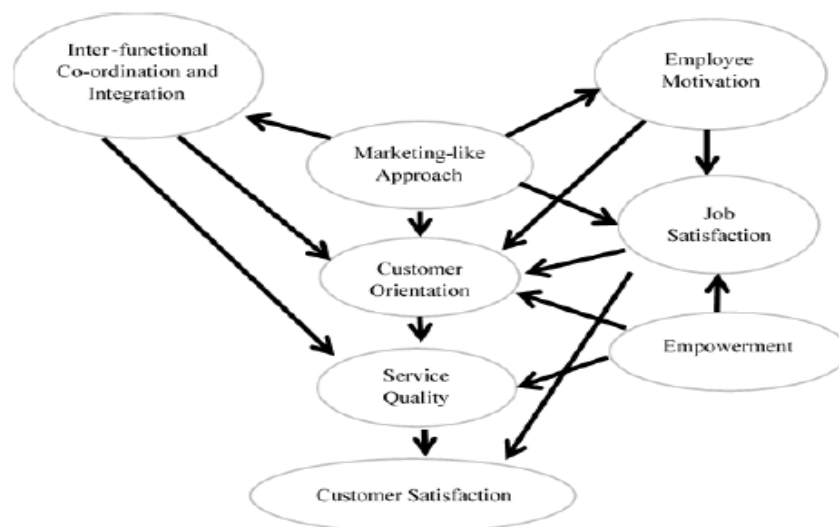 Inter-functional
Co-ordination and
Integration
Employee
Motivation
Marketing-like
Approach
Job
Satisfaction
Customer
Orientation
Empowerment
Service
Quality
Customer Satisfaction